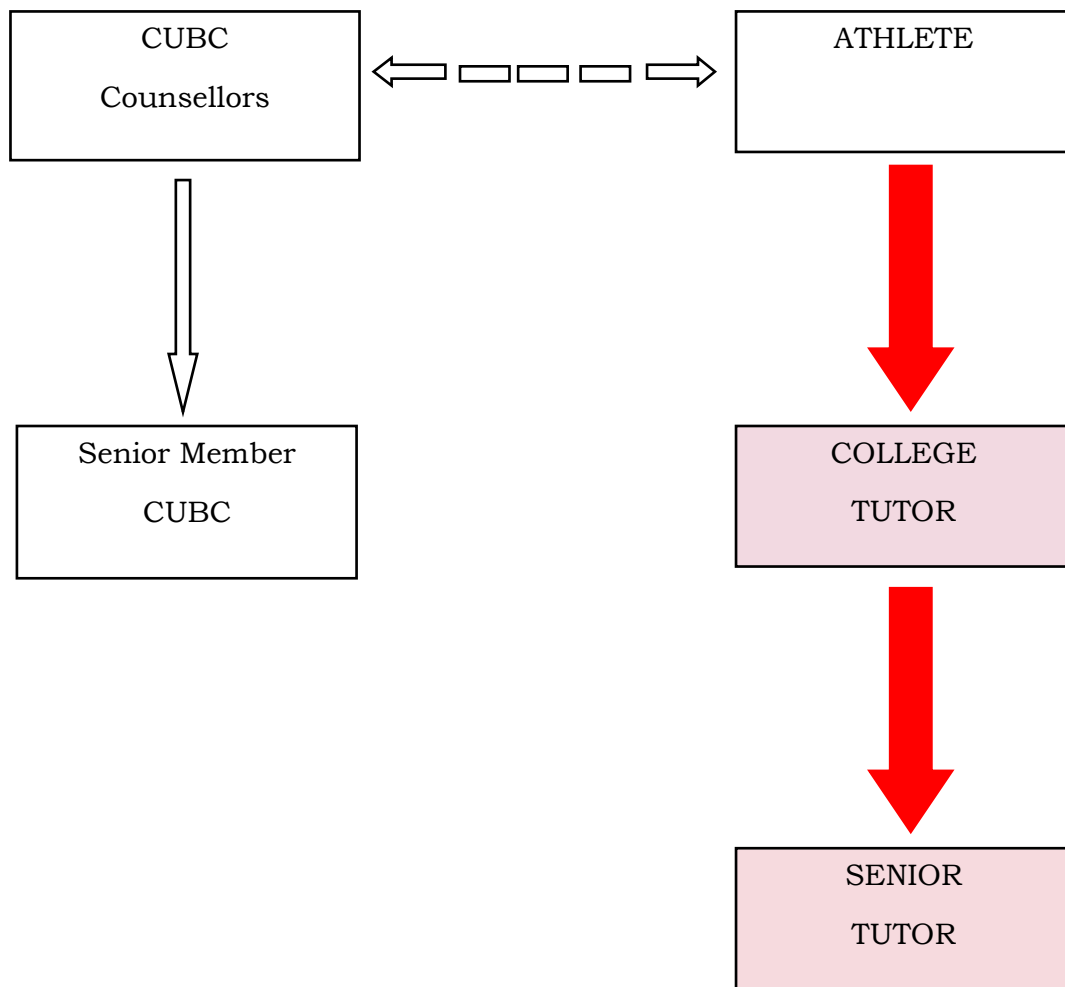 CUBC
Counsellors
ATHLETE
Senior Member
CUBC
COLLEGE
TUTOR
SENIOR
TUTOR